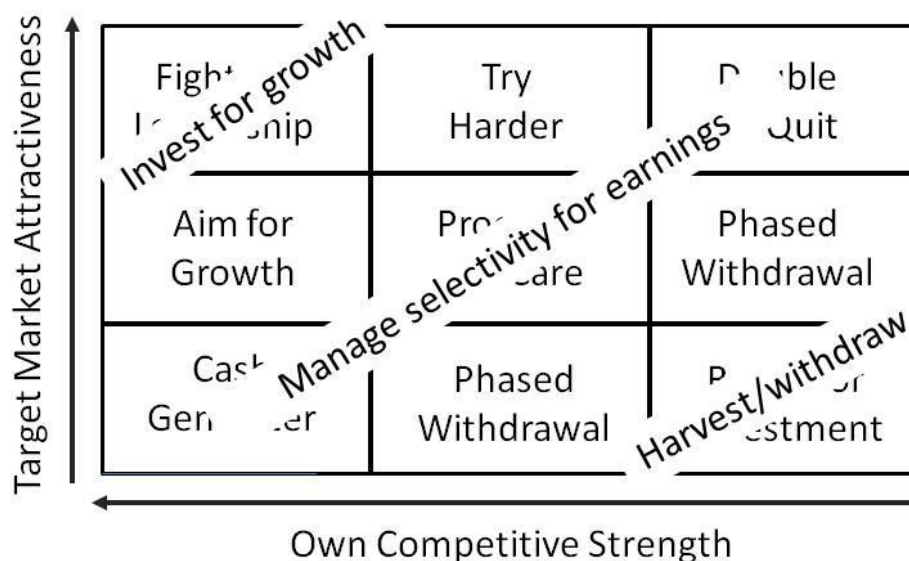 Target Market Attractiveness
Fight
Invest for growth
Try
Harder
Quit
Aim for
Growth
Manage selectivity for earnings
Phased
Withdrawal
Phased
Withdrawal
Harvest/withdraw
Own Competitive Strength